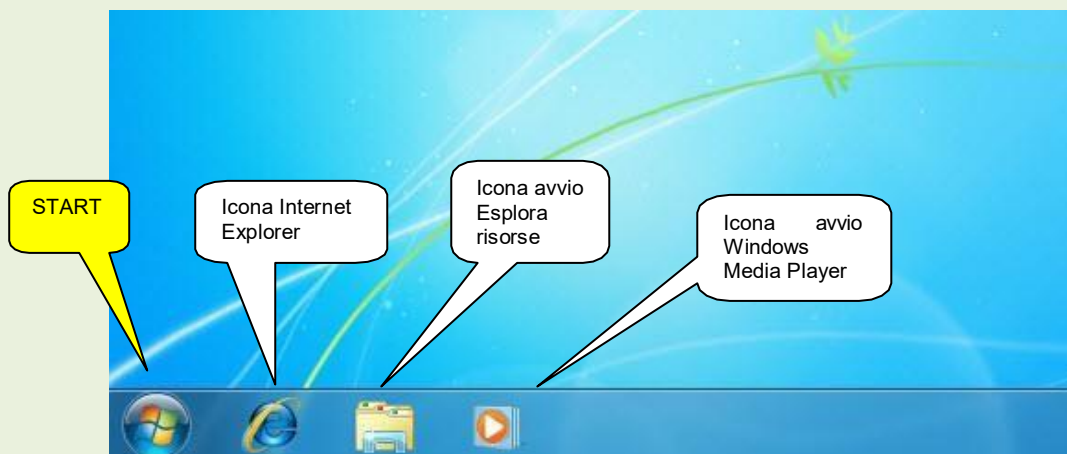 START
Icona Internet
Explorer
Icona avvio
Esplora
risorse
Icona avvio
Windows
Media Player